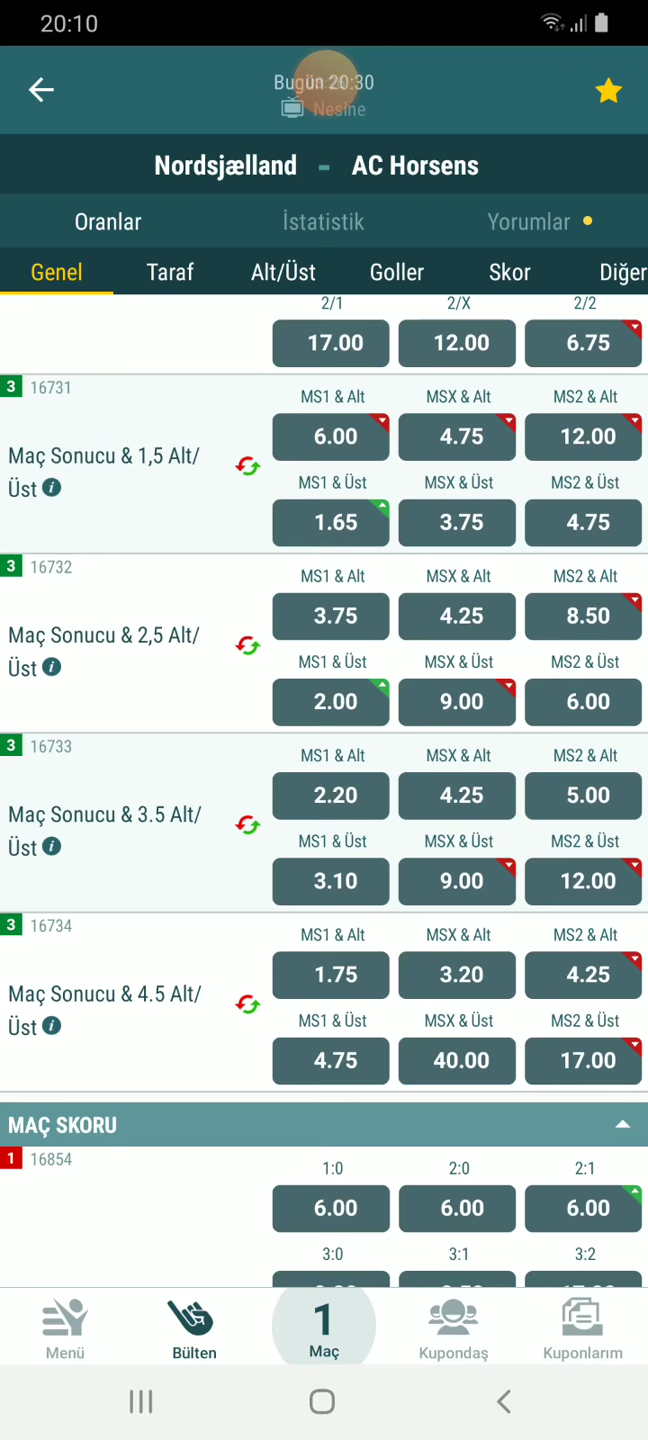 20:10
Bugün 20:30
Nesine
Nordsjælland - AC Horsens
Oranlar İstatistik Yorumlar
Genel Taraf Alt/Üst Goller Skor Diğer
2/1 2/X 2/2
17.00 12.00 6.75
3 16731
MS1 & Alt MSX & Alt MS2 & Alt
6.00 4.75 12.00
Maç Sonucu & 1,5 Alt/
Üst i
MS1 & Üst MSX & Üst MS2 & Üst
1.65 3.75 4.75
3 16732
MS1 & Alt MSX & Alt MS2 & Alt
3.75 4.25 8.50
Maç Sonucu & 2,5 Alt/
Üst i
MS1 & Üst MSX & Üst MS2 & Üst
2.00 9.00 6.00
3 16733
MS1 & Alt MSX & Alt MS2 & Alt
2.20 4.25 5.00
Maç Sonucu & 3.5 Alt/
Üst i
MS1 & Üst MSX & Üst MS2 & Üst
3.10 9.00 12.00
3 16734
MS1 & Alt MSX & Alt MS2 & Alt
1.75 3.20 4.25
Maç Sonucu & 4.5 Alt/
Üst i
MS1 & Üst MSX & Üst MS2 & Üst
4.75 40.00 17.00
MAÇ SKORU
1 16854
1:0 2:0 2:1
6.00 6.00 6.00
3:0 3:1 3:2
1
Menü Bülten Maç Kupondaş Kuponlarım